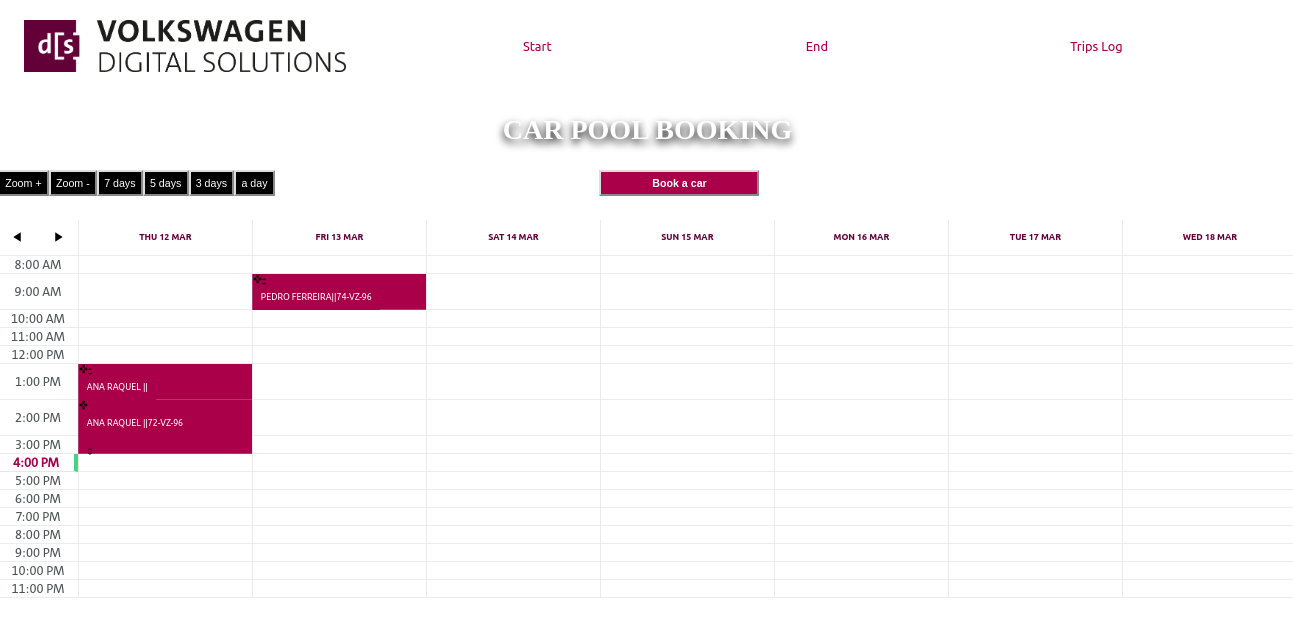 d[s VOLKSWAGEN
DIGITAL SOLUTIONS
Start End Trips Log
CAR POOL BOOKING
Zoom + Zoom - 7 days 5 days 3 days a day Book a car
THU 12 MAR FRI 13 MAR SAT 14 MAR SUN 15 MAR MON 16 MAR TUE 17 MAR WED 18 MAR
8:00 AM
9:00 AM PEDRO FERREIRA||74-VZ-96
10:00 AM
11:00 AM
12:00 PM
1:00 PM ANA RAQUEL ||
2:00 PM ANA RAQUEL ||72-VZ-96
3:00 PM
4:00 PM
5:00 PM
6:00 PM
7:00 PM
8:00 PM
9:00 PM
10:00 PM
11:00 PM